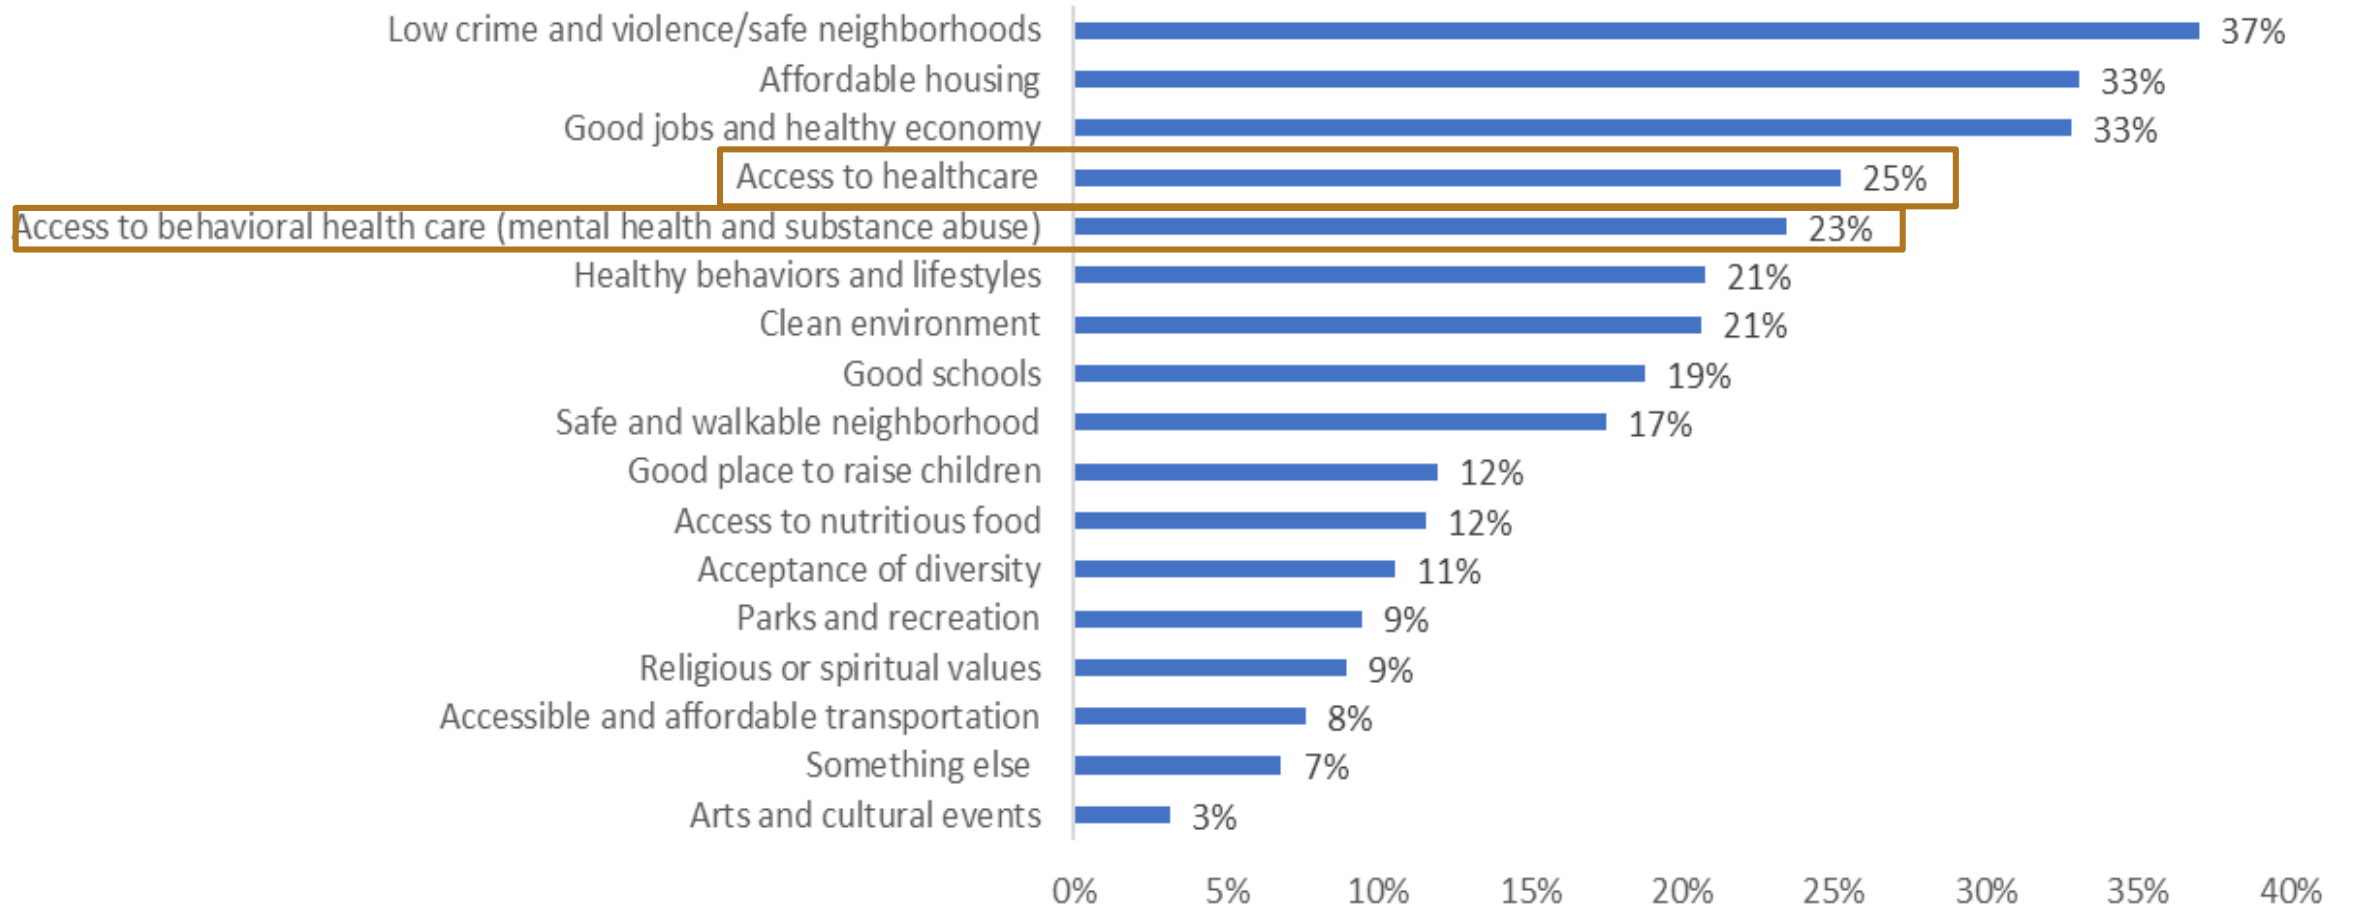 Low crime and violence/safe neighborhoods 37%
Affordable housing 33%
Good jobs and healthy economy 33%
Access to healthcare 25%
Access to behavioral health care (mental health and substance abuse) 23%
Healthy behaviors and lifestyles 21%
Clean environment 21%
Good schools 19%
Safe and walkable neighborhood 17%
Good place to raise children 12%
Access to nutritious food 12%
Acceptance of diversity 11%
Parks and recreation 9%
Religious or spiritual values 9%
Accessible and affordable transportation 8%
Something else 7%
Arts and cultural events 3%
0% 5% 10% 15% 20% 25% 30% 35% 40%